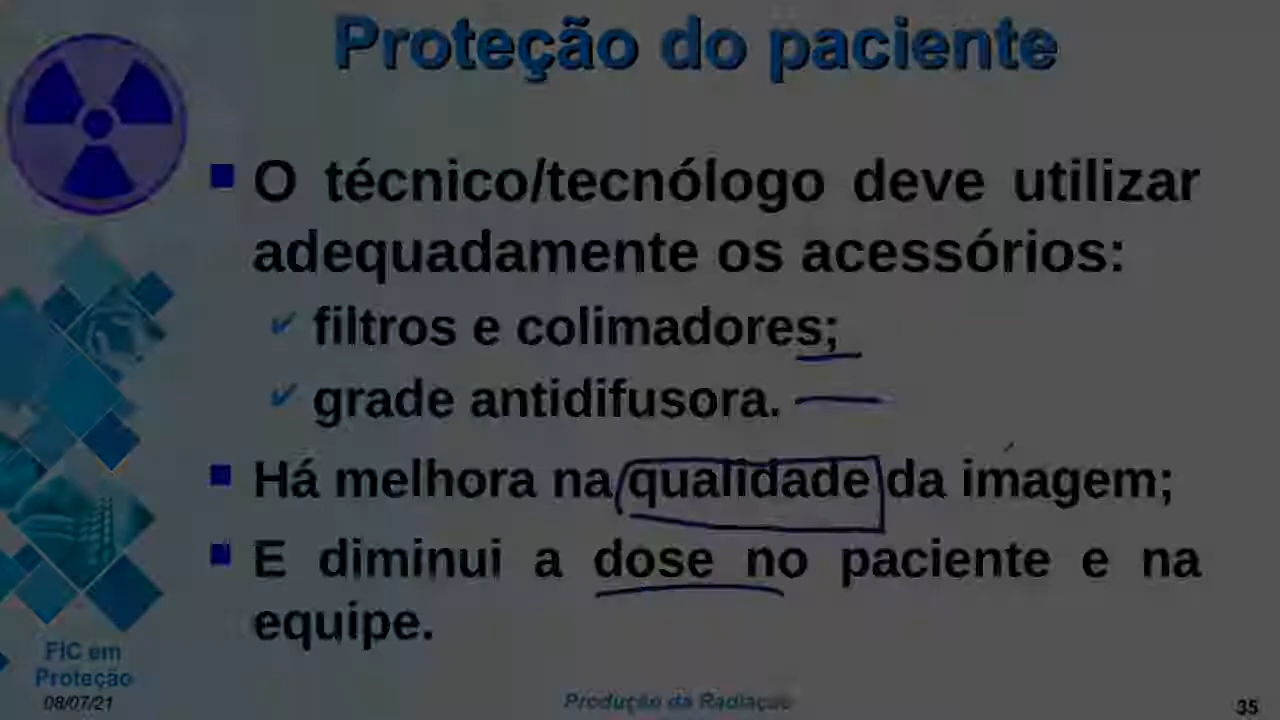 Proteção do paciente
O técnico/tecnólogo deve utilizar
adequadamente os acessórios:
filtros e colimadores;
grade antidifusora.
Há melhora na qualidade da imagem;
E diminui a dose no paciente e na
equipe.
FIC em
Proteção
08/07/21
Produção da Radiação
35